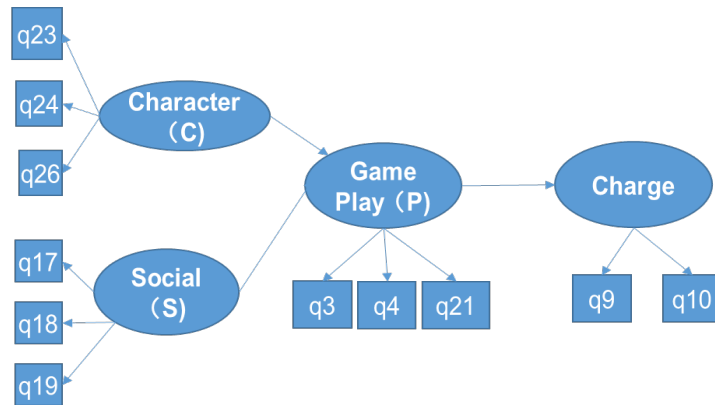 q23
q24
q26
Character
（C)
q17
q18
q19
Social
（S)
Game
Play（P)
q3
q4
q21
Charge
q9
q10